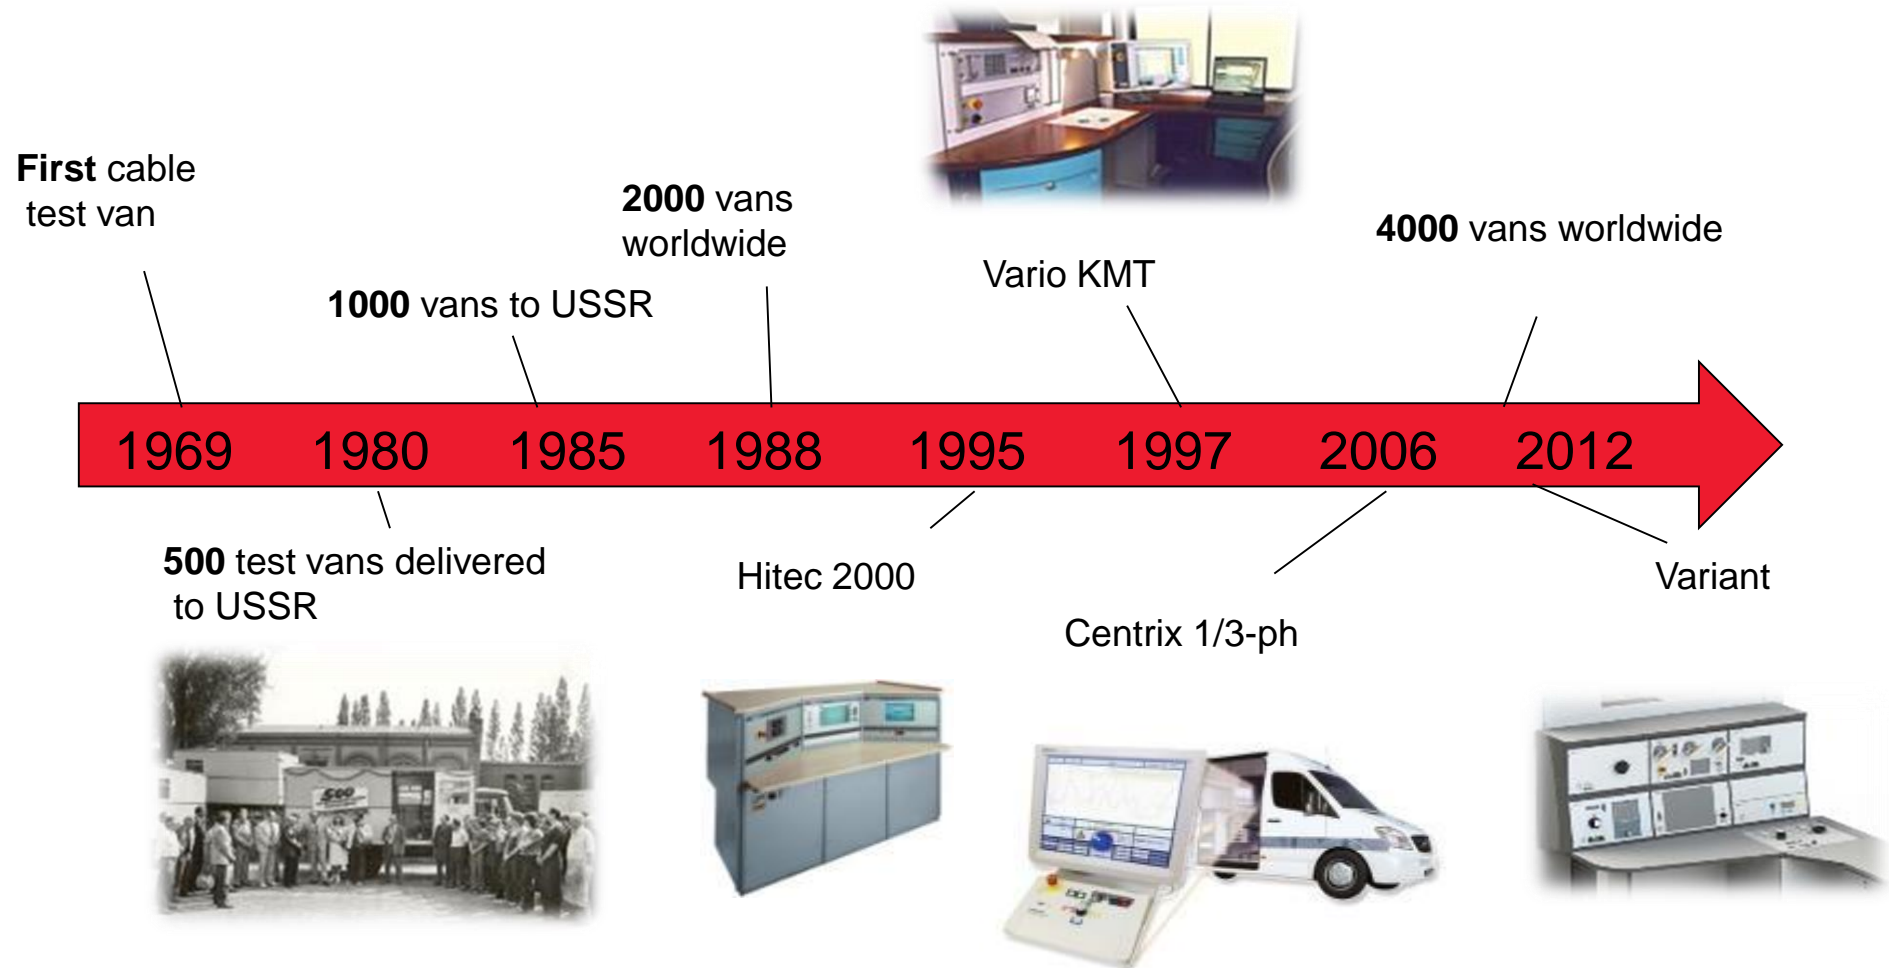 First cable
test van
1000 vans to USSR
2000 vans
worldwide
Vario KMT
4000 vans worldwide
1969 1980 1985 1988 1995 1997 2006 2012
500 test vans delivered
to USSR
Hitec 2000
Centrix 1/3-ph
Variant
500